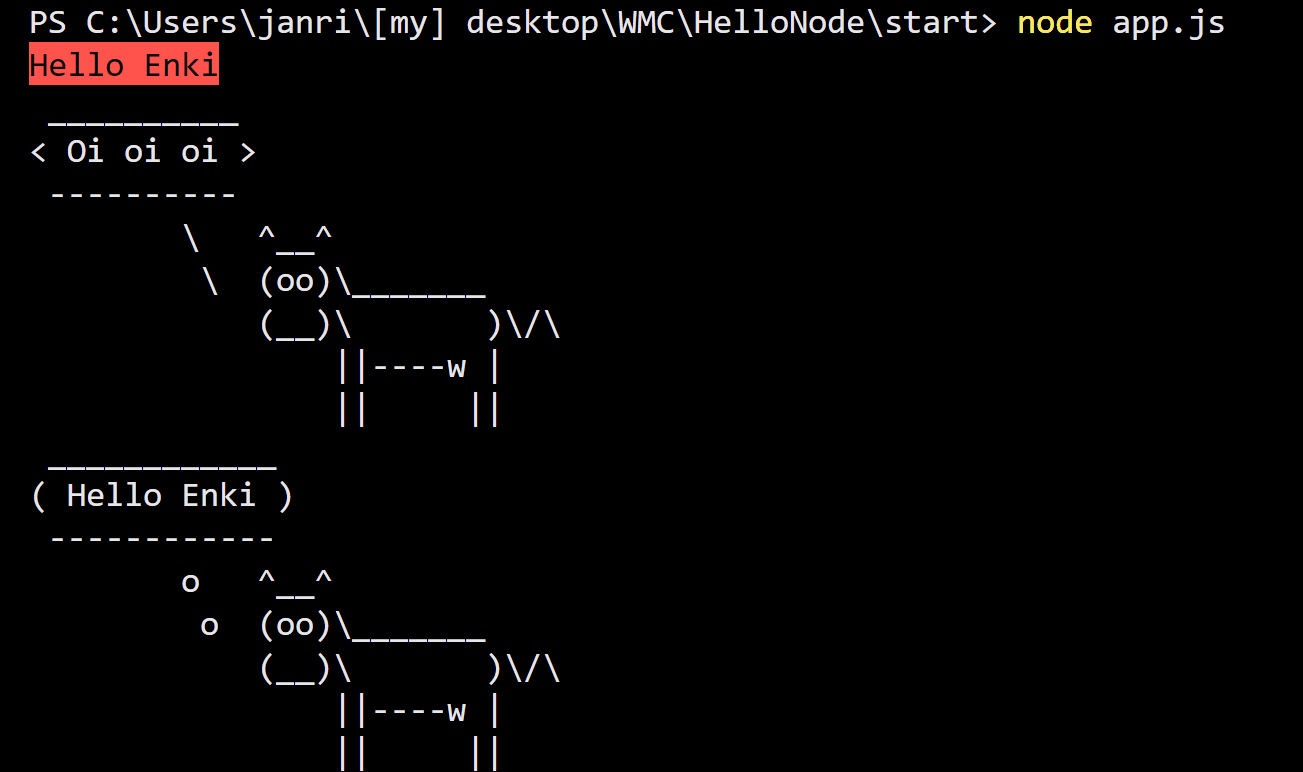 PS C:\Users\janri\[my] desktop\WMC\HelloNode\start> node app.js
Hello Enki
 __________
< Oi oi oi >
 ----------
        \   ^__^
         \  (oo)\_______
            (__)\       )\/\
                ||----w |
                ||     ||
 ____________
( Hello Enki )
 ------------
        o   ^__^
         o  (oo)\_______
            (__)\       )\/\
                ||----w |
                ||     ||